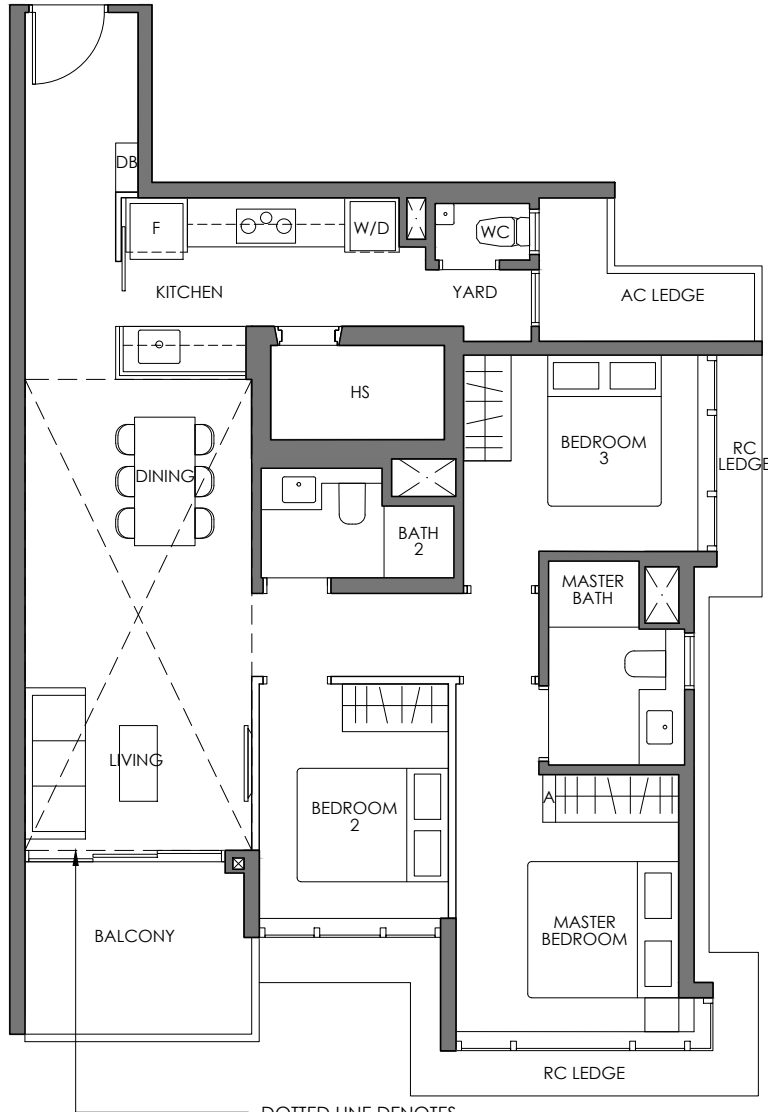 DB
F
W/D
WC
KITCHEN
YARD
AC LEDGE
HS
BEDROOM
3
RC
LEDGE
DINING
BATH
2
MASTER
BATH
LIVING
A
BEDROOM
2
BALCONY
MASTER
BEDROOM
RC LEDGE
DOTTED LINE DENOTES